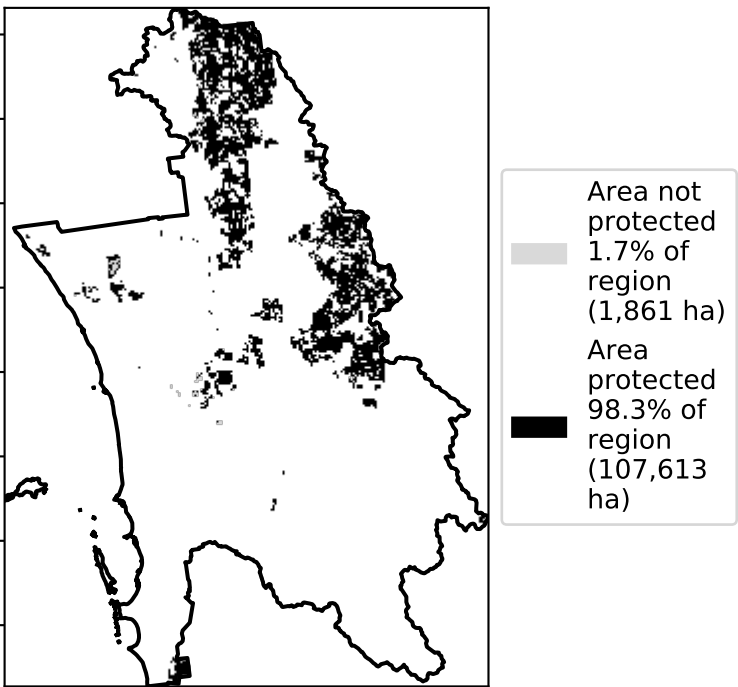 Area not
protected
1.7% of
region
(1,861 ha)
Area
protected
98.3% of
region
(107,613
ha)